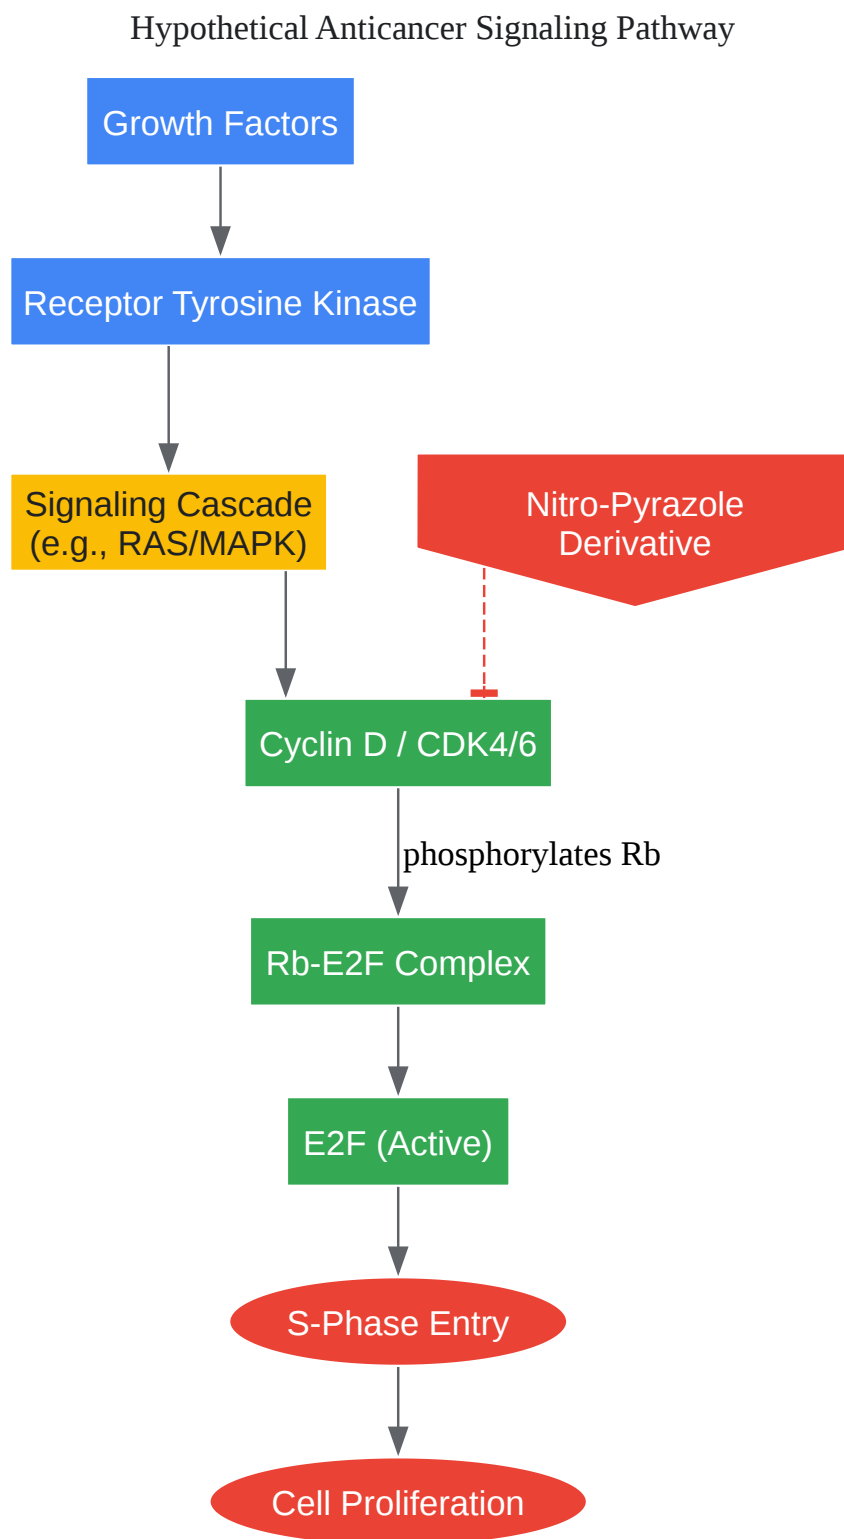 Hypothetical Anticancer Signaling Pathway
Growth Factors
Receptor Tyrosine Kinase
Signaling Cascade
(e.g., RAS/MAPK)
Nitro-Pyrazole
Derivative
Cyclin D / CDK4/6
phosphorylates Rb
Rb-E2F Complex
E2F (Active)
S-Phase Entry
Cell Proliferation